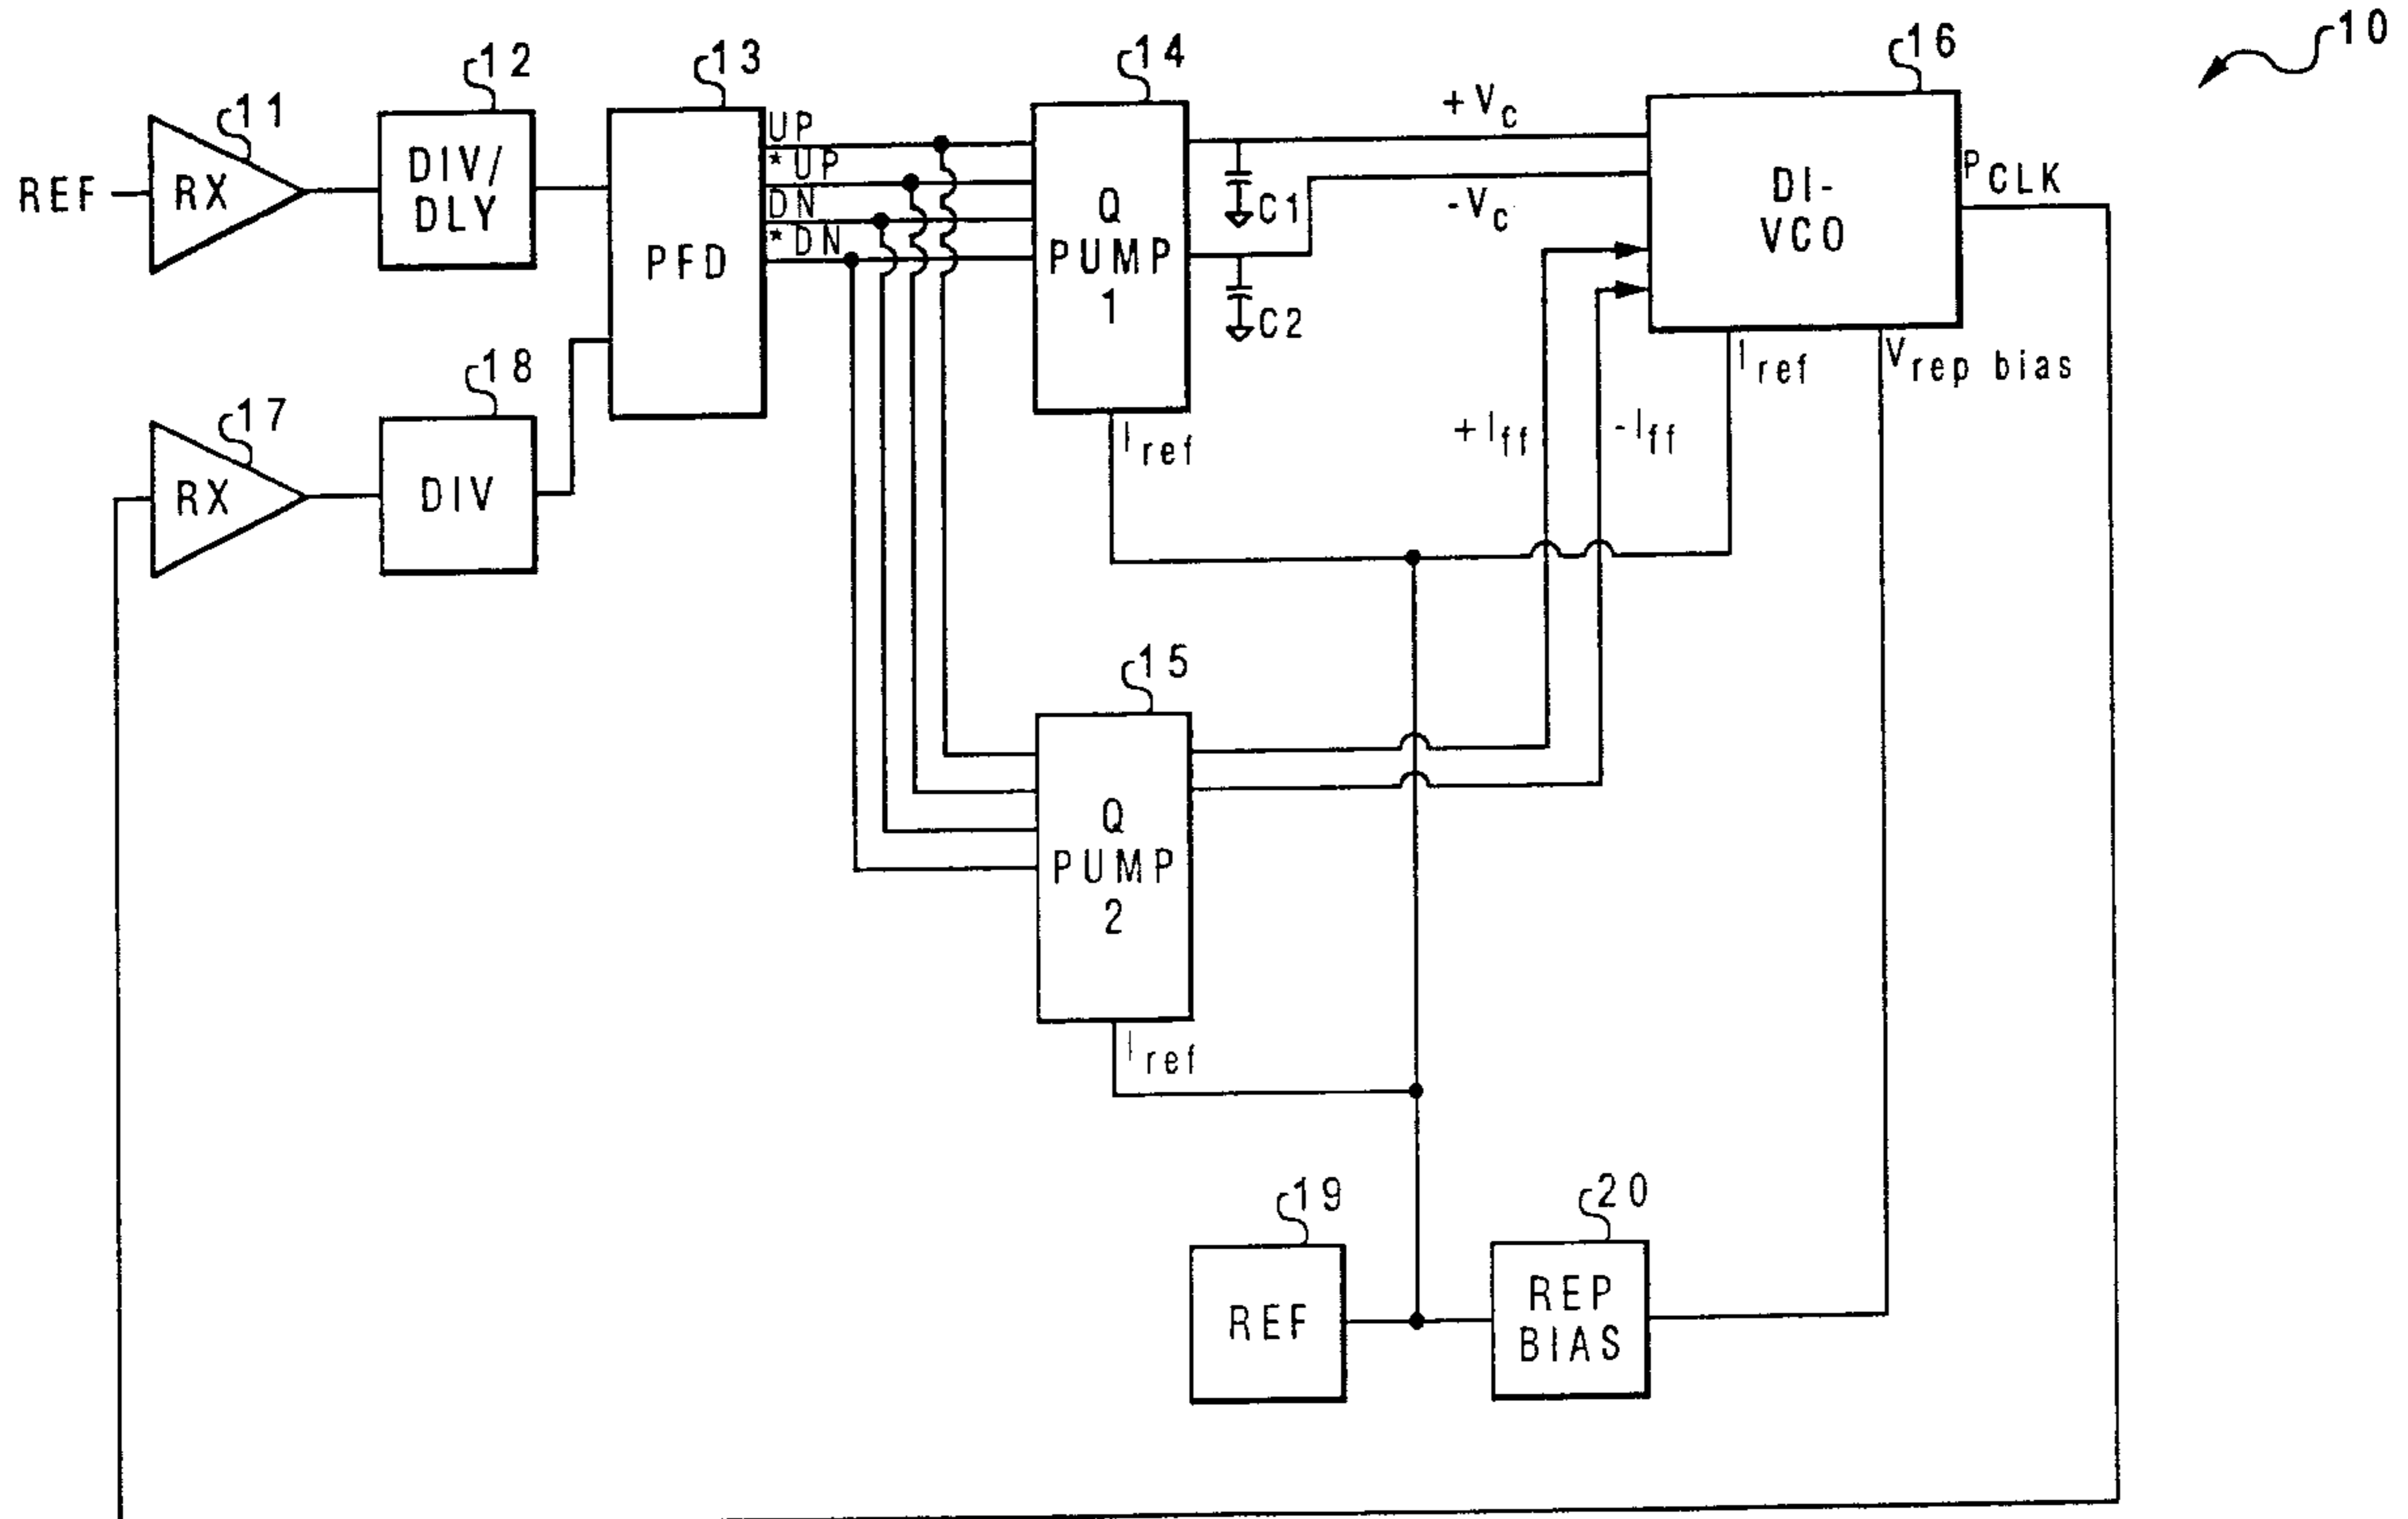 10
11
12
13
14
16
REF
RX
DIV/
DLY
PFD
UP
*UP
DN
*DN
Q
PUMP
1
+Vc
-Vc
C1
C2
DI-
VCO
PCLK
Iref
Vrep bias
17
18
RX
DIV
Iref
+Iff
-Iff
15
Q
PUMP
2
Iref
19
20
REF
REP
BIAS